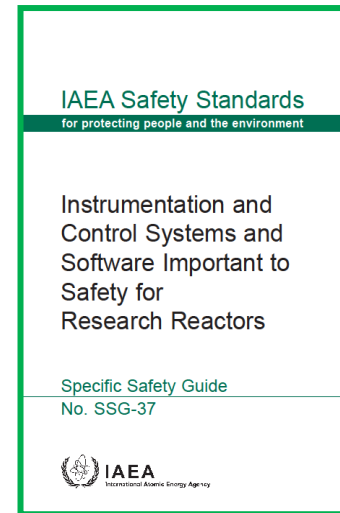 IAEA Safety Standards
for protecting people and the environment
Instrumentation and
Control Systems and
Software Important to
Safety for
Research Reactors
Specific Safety Guide
No. SSG-37
IAEA
International Atomic Energy Agency